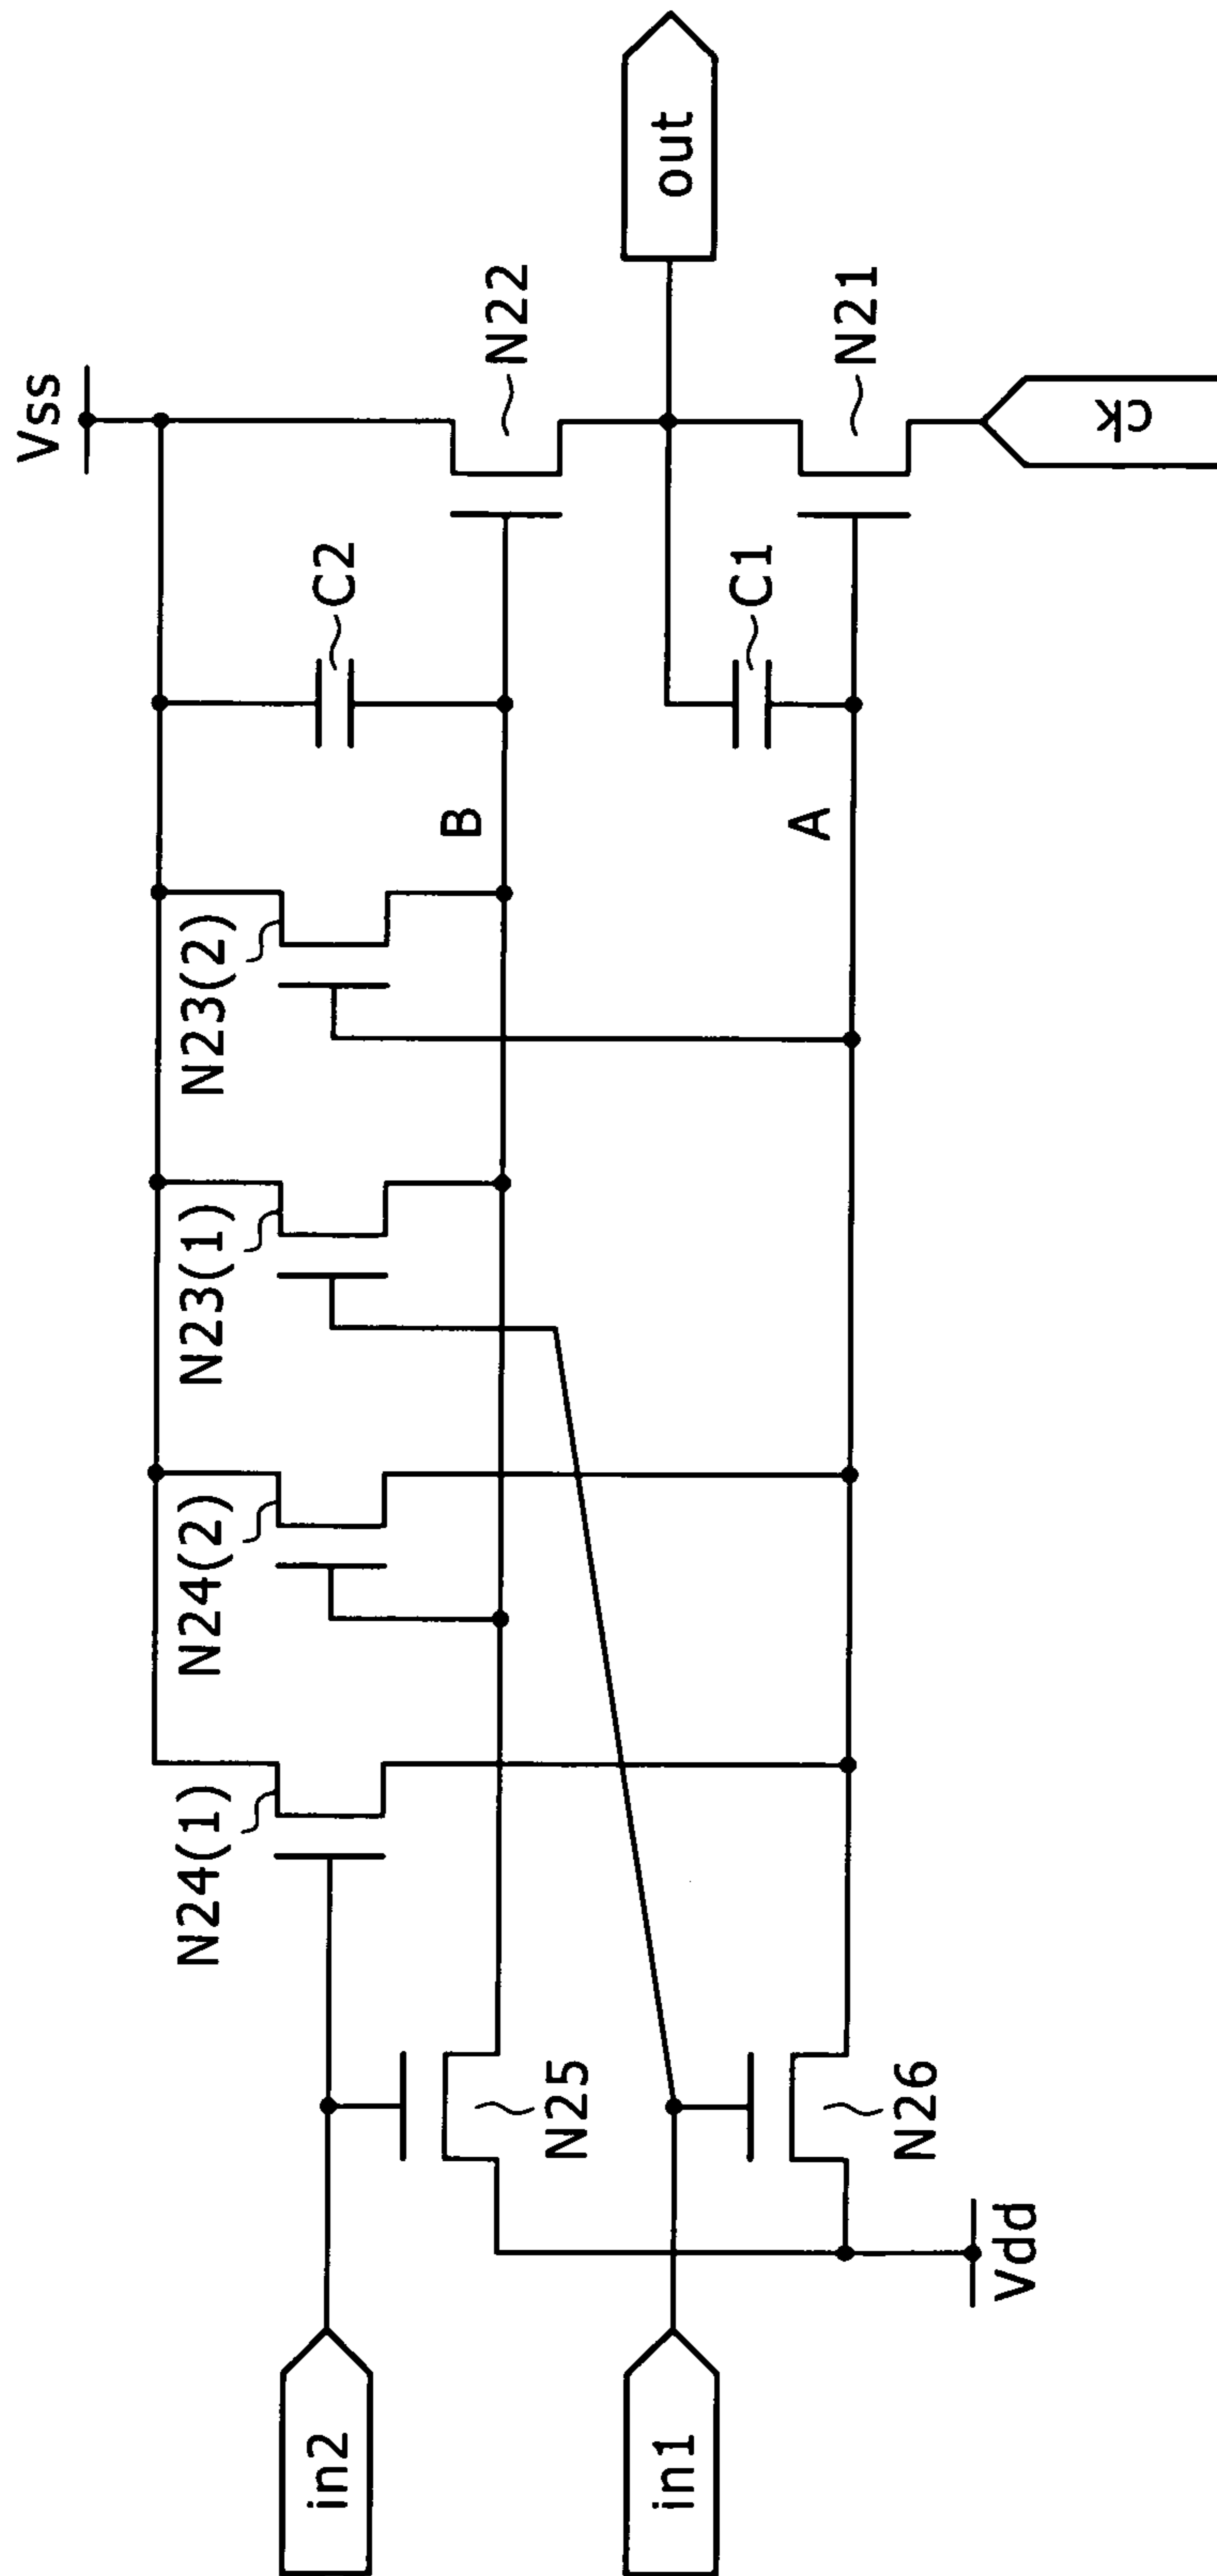 Vss
N22
out
N21
ck
C2
C1
B
A
N23(2)
N23(1)
N24(2)
N24(1)
N25
N26
Vdd
in2
in1